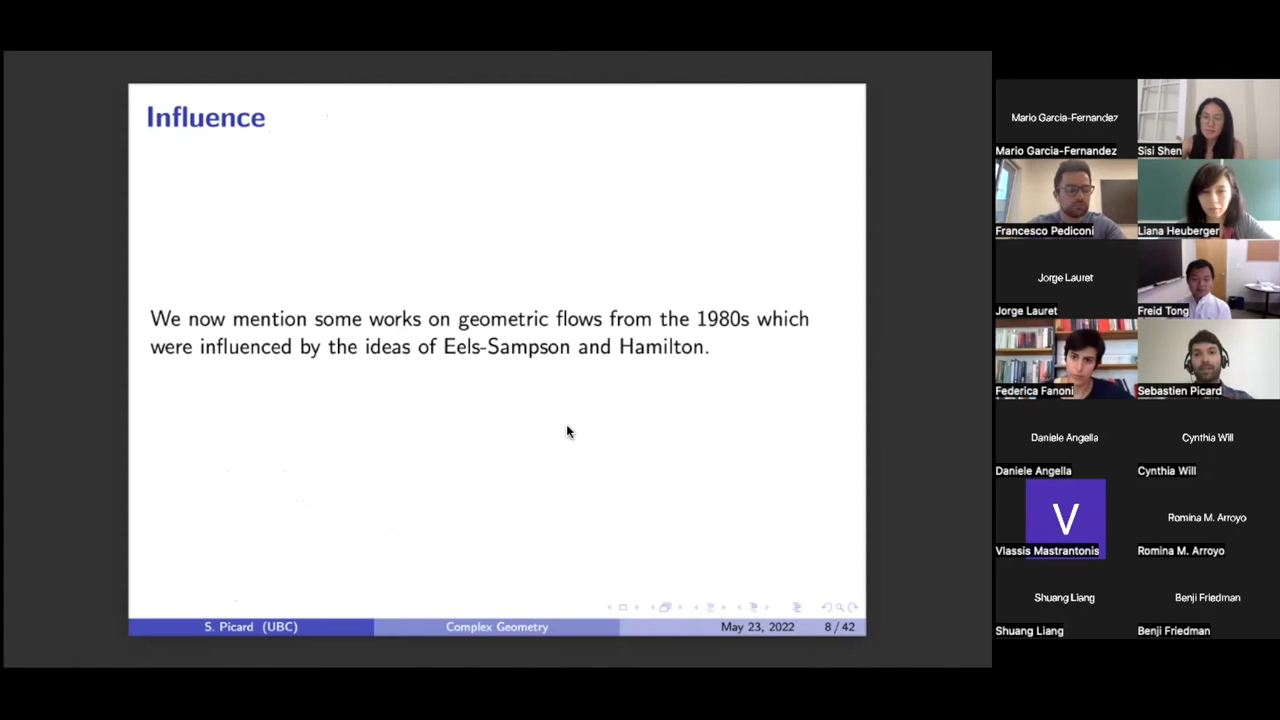 Influence
We now mention some works on geometric flows from the 1980s which
were influenced by the ideas of Eels-Sampson and Hamilton.
S. Picard (UBC)
Complex Geometry
May 23, 2022
8 / 42
Mario Garcia-Fernandez
Mario Garcia-Fernandez
Sisi Shen
Francesco Pediconi
Liana Heuberger
Jorge Lauret
Jorge Lauret
Freid Tong
Federica Fanoni
Sebastien Picard
Daniele Angella
Daniele Angella
Cynthia Will
Cynthia Will
V
Vlassis Mastrantonis
Romina M. Arroyo
Romina M. Arroyo
Shuang Liang
Shuang Liang
Benji Friedman
Benji Friedman